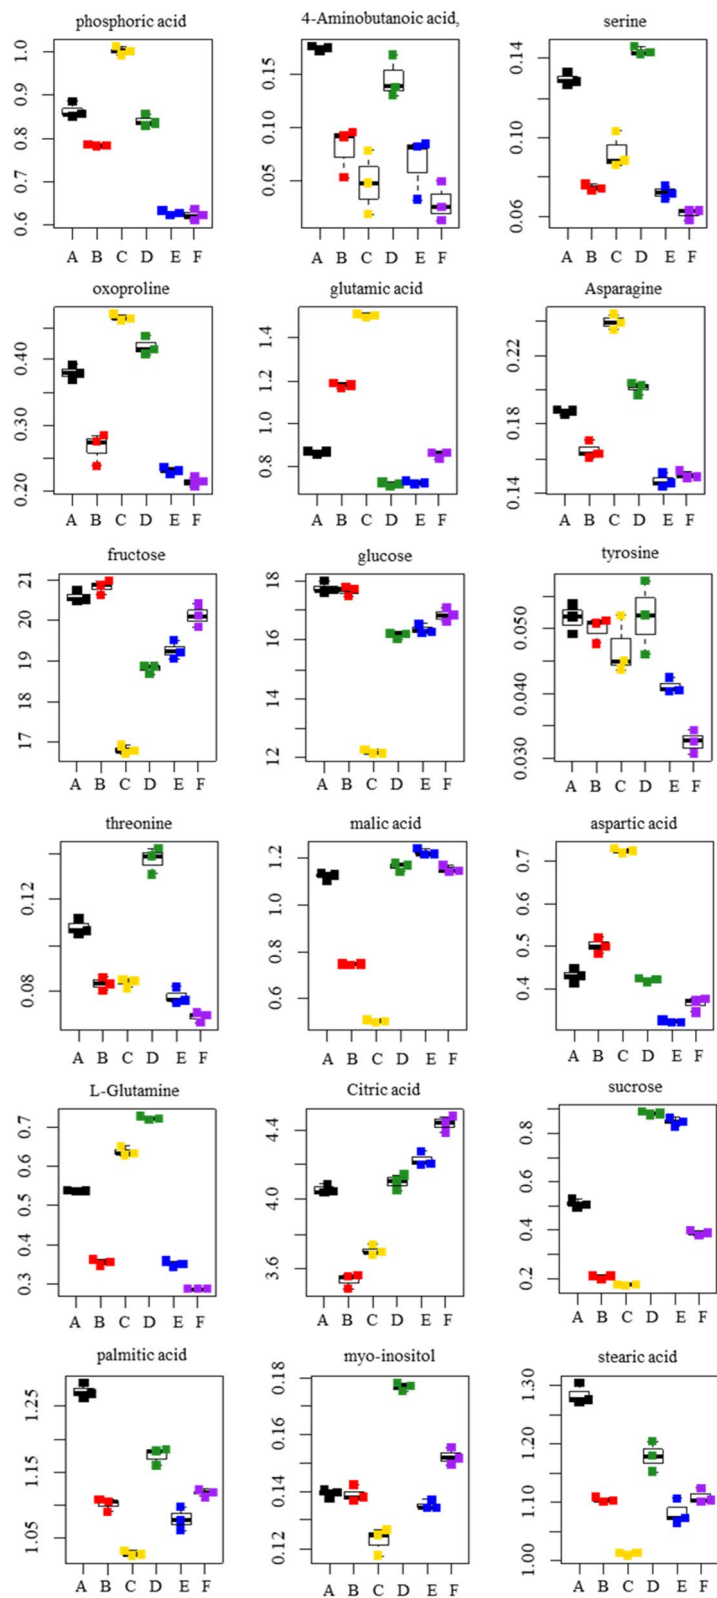 phosphoric acid
1.0
0.9
0.8
0.7
0.6
A B C D E F
4-Aminobutanoic acid,
0.15
0.10
0.05
A B C D E F
serine
0.14
0.10
0.06
A B C D E F
oxoproline
0.40
0.30
0.20
A B C D E F
glutamic acid
1.4
1.2
1.0
0.8
A B C D E F
Asparagine
0.22
0.18
0.14
A B C D E F
fructose
21
20
19
18
17
A B C D E F
glucose
18
16
14
12
A B C D E F
tyrosine
0.050
0.040
0.030
A B C D E F
threonine
0.12
0.08
A B C D E F
malic acid
1.2
1.0
0.8
0.6
A B C D E F
aspartic acid
0.7
0.5
0.4
A B C D E F
L-Glutamine
0.7
0.6
0.5
0.4
0.3
A B C D E F
Citric acid
4.4
4.0
3.6
A B C D E F
sucrose
0.8
0.6
0.4
0.2
A B C D E F
palmitic acid
1.25
1.15
1.05
A B C D E F
myo-inositol
0.18
0.16
0.14
0.12
A B C D E F
stearic acid
1.30
1.20
1.10
1.00
A B C D E F